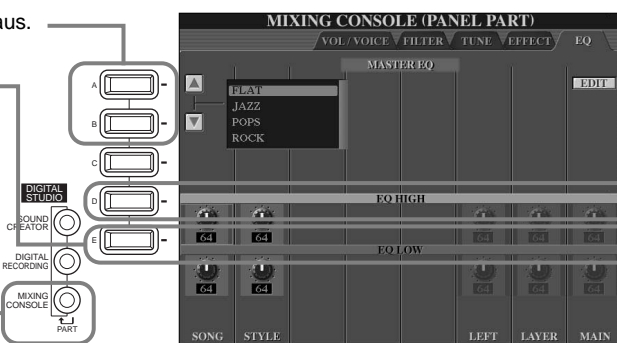 aus.
MIXING CONSOLE (PANEL PART)
VOL / VOICE FILTER TUNE EFFECT EQ
MASTER EQ
EDIT
A
FLAT
JAZZ
B
POPS
ROCK
C
DIGITAL
STUDIO
D
EQ HIGH
SOUND
CREATOR
64 64 64 64 64
E
EQ LOW
DIGITAL
RECORDING
64 64 64 64 64
MIXING
CONSOLE
PART
SONG STYLE LEFT LAYER MAIN